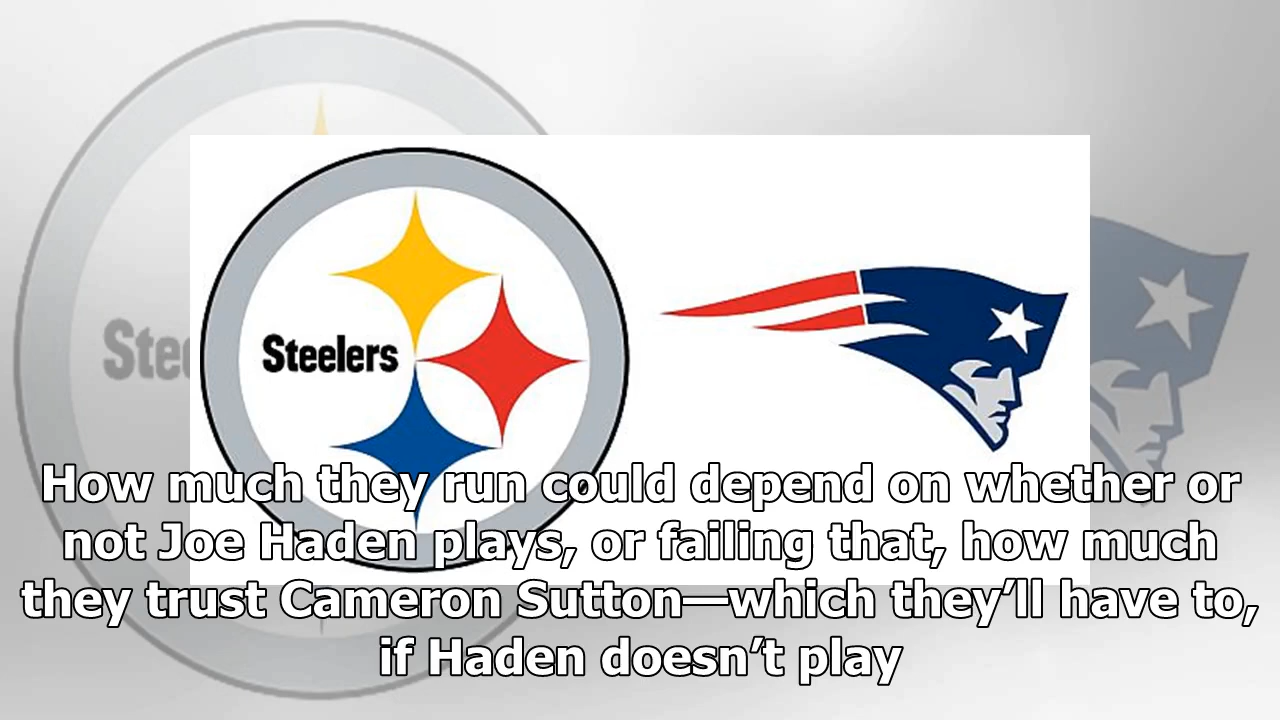 Steelers
Stee
How much they run could depend on whether or
not Joe Haden plays, or failing that, how much
they trust Cameron Sutton—which they’ll have to,
if Haden doesn’t play